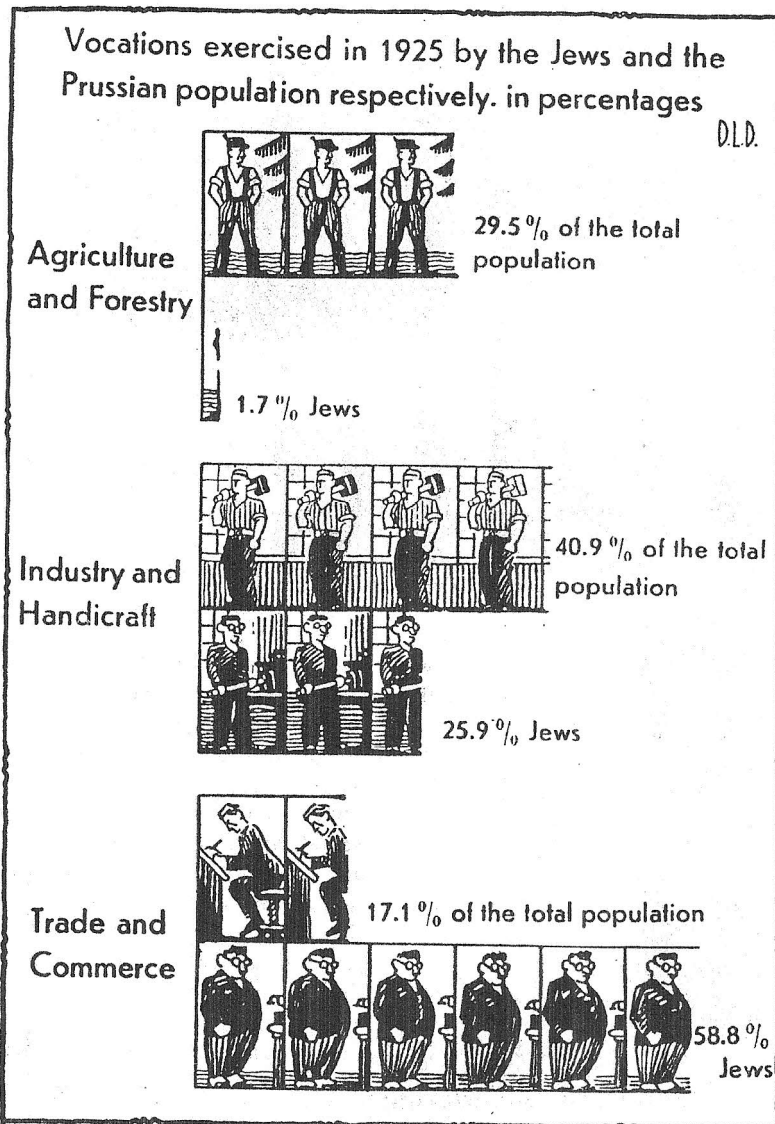 Vocations exercised in 1925 by the Jews and the
Prussian population respectively. in percentages
D.L.D.
Agriculture
and Forestry
29.5 % of the total
population
1.7 % Jews
Industry and
Handicraft
40.9 % of the total
population
25.9 % Jews
Trade and
Commerce
17.1 % of the total population
58.8 %
Jews